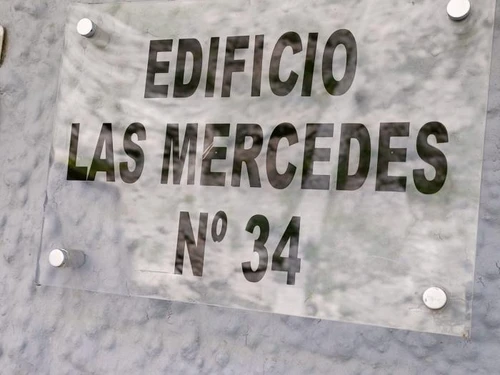 EDIFICIO
LAS MERCEDES
Nº 34